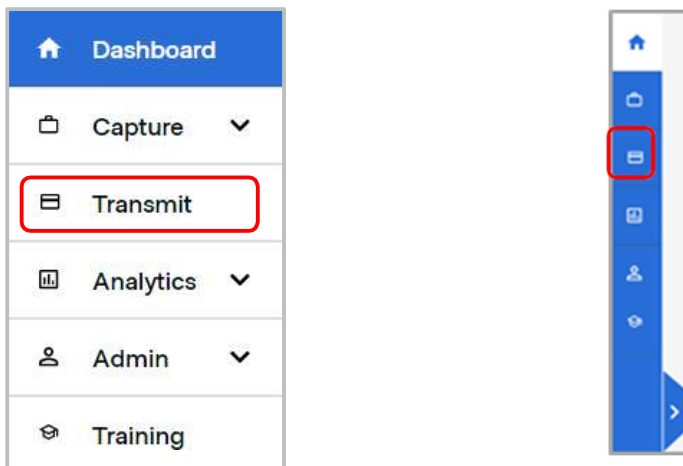 Dashboard
Capture
Transmit
Analytics
Admin
Training